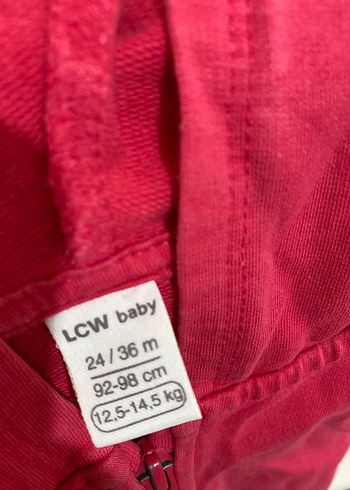 LCW baby
24 / 36 m
92-98 cm
12,5-14,5 kg